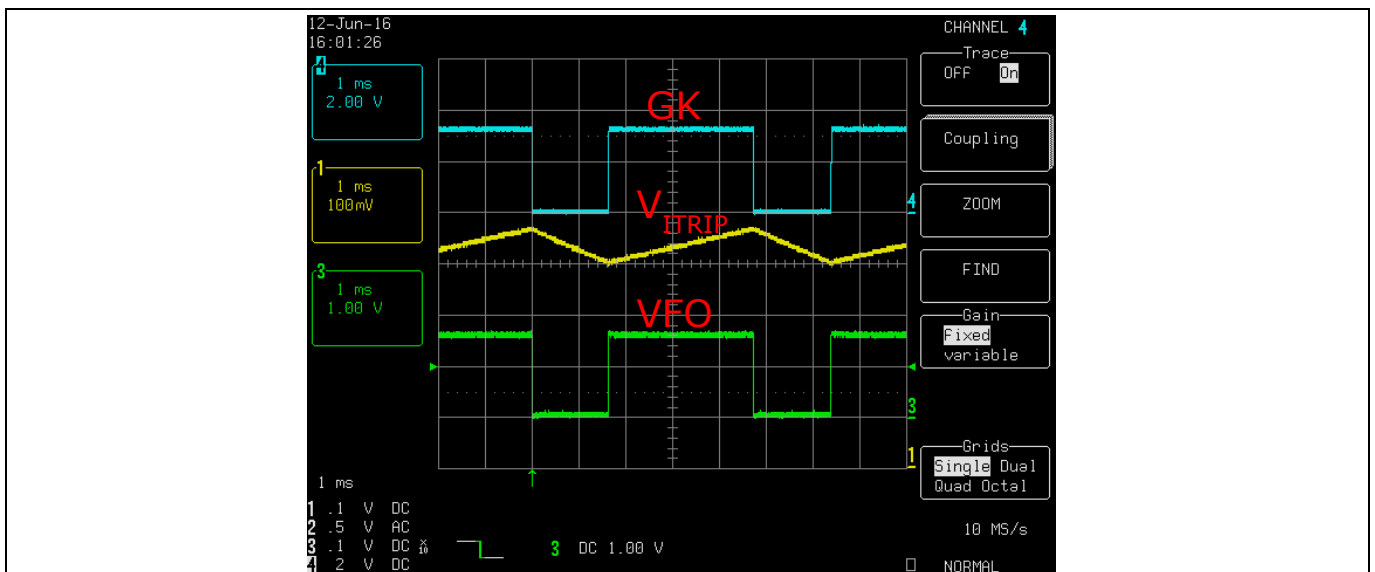 12-Jun-16
16:01:26
4
1 ms
2.00 V
1
1 ms
100mV
3
1 ms
1.00 V
GK
VITRIP
VFO
4
3
1
CHANNEL 4
Trace
OFF On
Coupling
ZOOM
FIND
Gain
Fixed
variable
Grids
Single Dual
Quad Octal
1 ms
1 .1 V DC
2 .5 V AC
3 .1 V DC X10
4 2 V DC
3 DC 1.00 V
10 MS/s
NORMAL